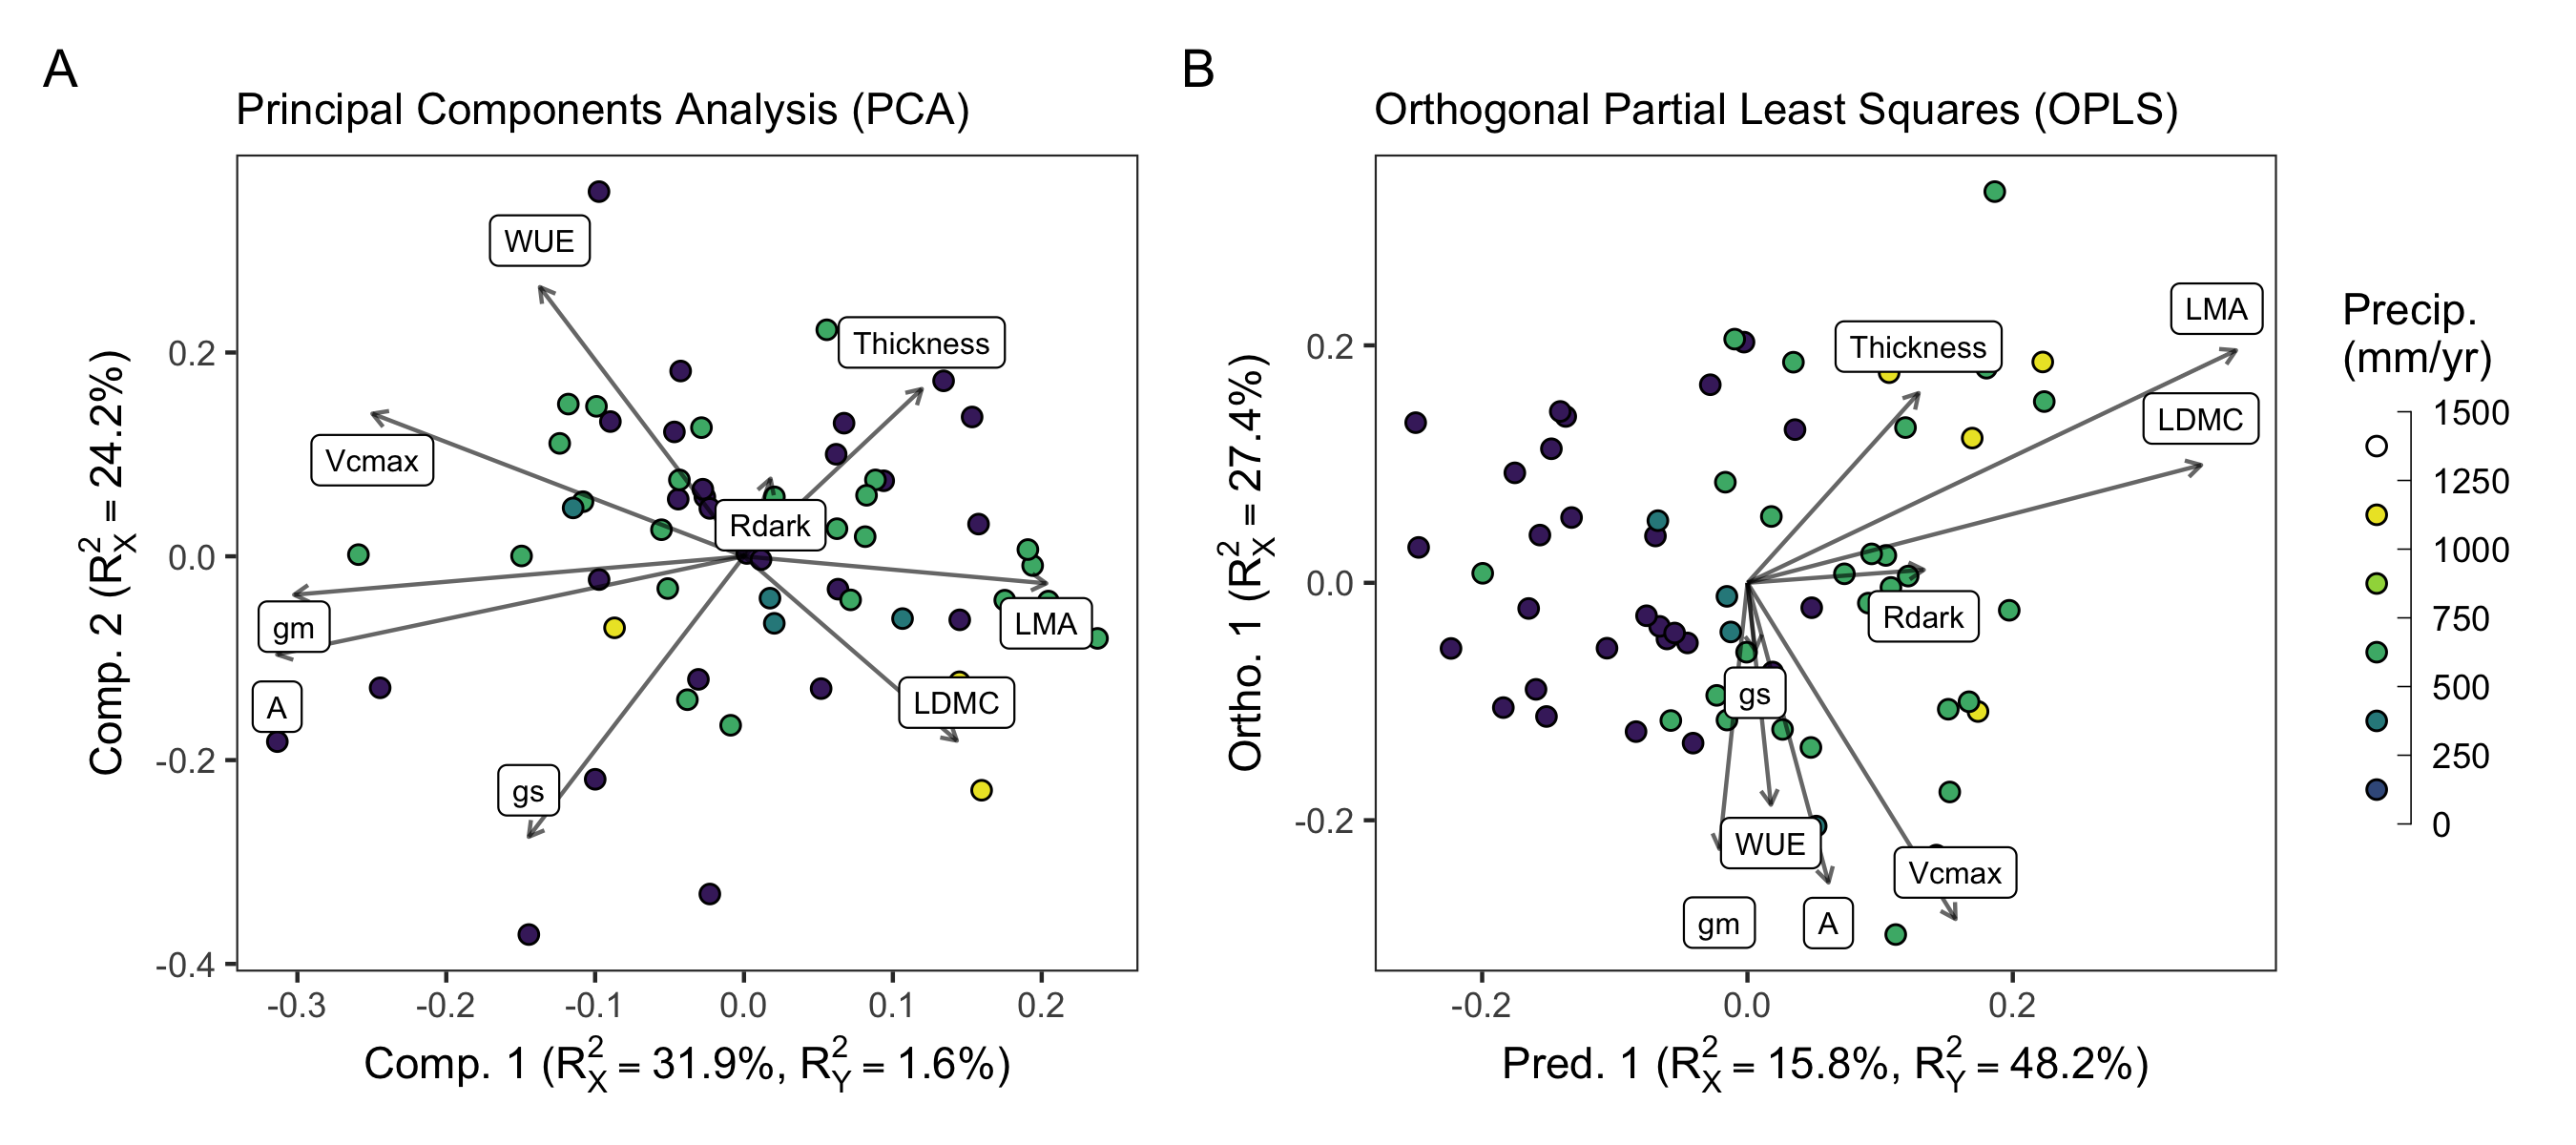 A
Principal Components Analysis (PCA)
WUE
Thickness
Vcmax
Rdark
gm
LMA
A
LDMC
gs
0.2
0.0
-0.2
-0.4
-0.3 -0.2 -0.1 0.0 0.1 0.2
Comp. 2 (R²X = 24.2%)
Comp. 1 (R²X = 31.9%, R²Y = 1.6%)
B
Orthogonal Partial Least Squares (OPLS)
LMA
Thickness
LDMC
Rdark
gs
WUE
Vcmax
gm
A
0.2
0.0
-0.2
-0.2 0.0 0.2
Ortho. 1 (R²X = 27.4%)
Pred. 1 (R²X = 15.8%, R²Y = 48.2%)
Precip.
(mm/yr)
1500
1250
1000
750
500
250
0